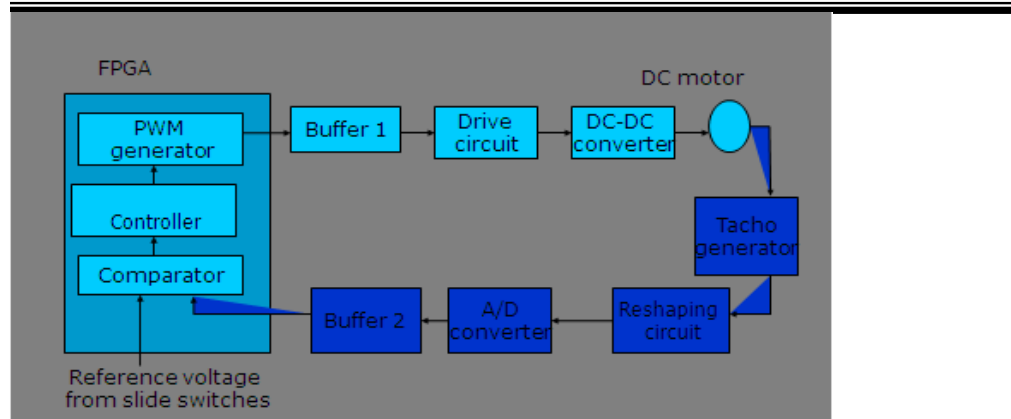 FPGA
DC motor
PWM
generator
Buffer 1
Drive
circuit
DC-DC
converter
Controller
Tacho
generator
Comparator
Buffer 2
A/D
converter
Reshaping
circuit
Reference voltage
from slide switches